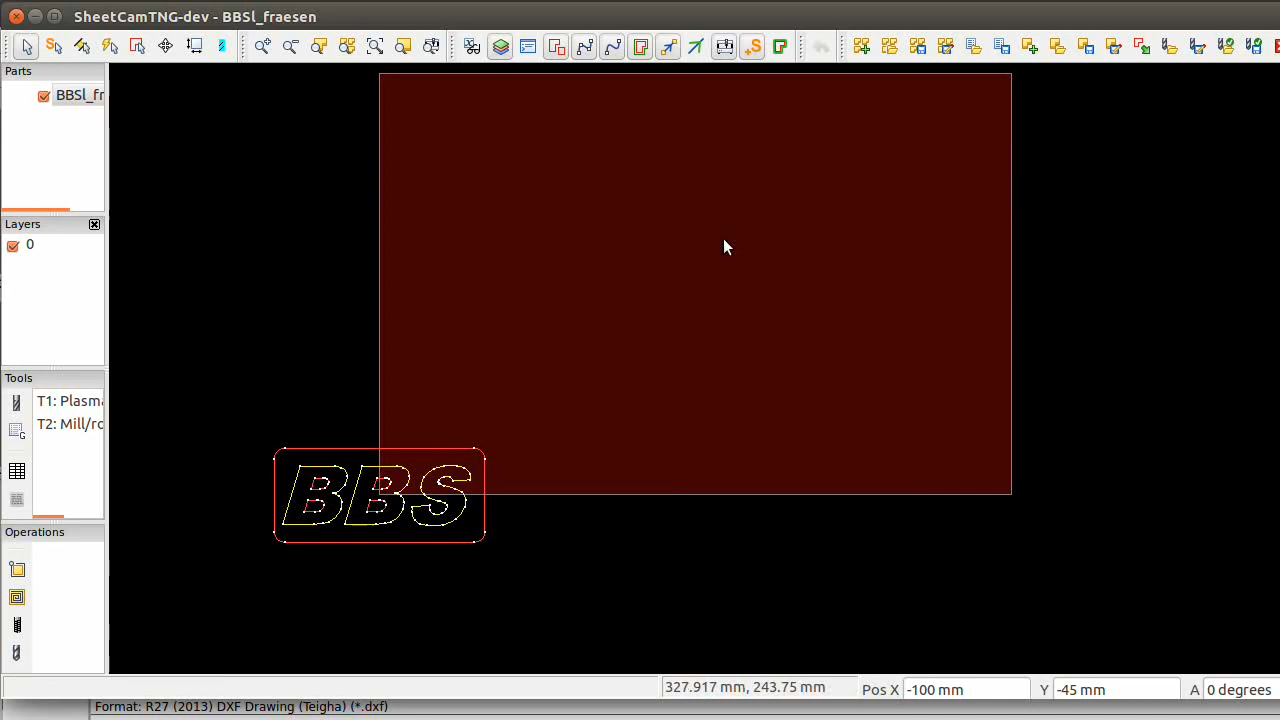 SheetCamTNG-dev - BBSl_fraesen
Parts
BBSl_fr
Layers
0
Tools
T1: Plasma
T2: Mill/ro
Operations
BBS
327.917 mm, 243.75 mm Pos X -100 mm Y -45 mm A 0 degrees
Format: R27 (2013) DXF Drawing (Teigha) (*.dxf)